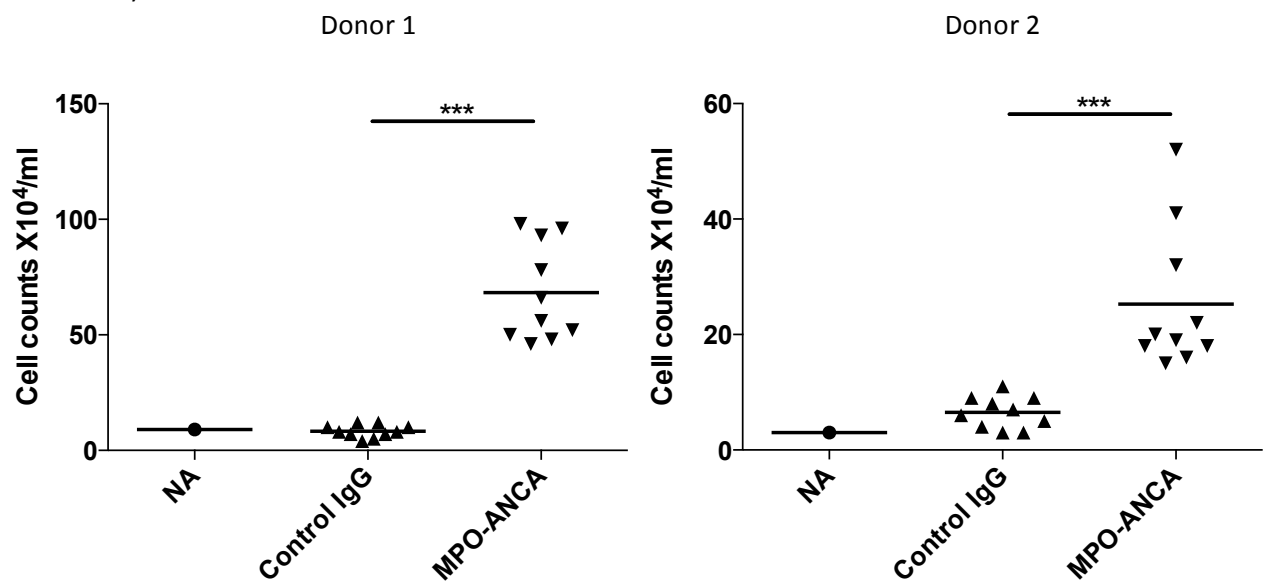 Donor 1
Donor 2
***
***
150
100
50
0
Cell counts X10⁴/ml
NA
Control IgG
MPO-ANCA
60
40
20
0
Cell counts X10⁴/ml
NA
Control IgG
MPO-ANCA